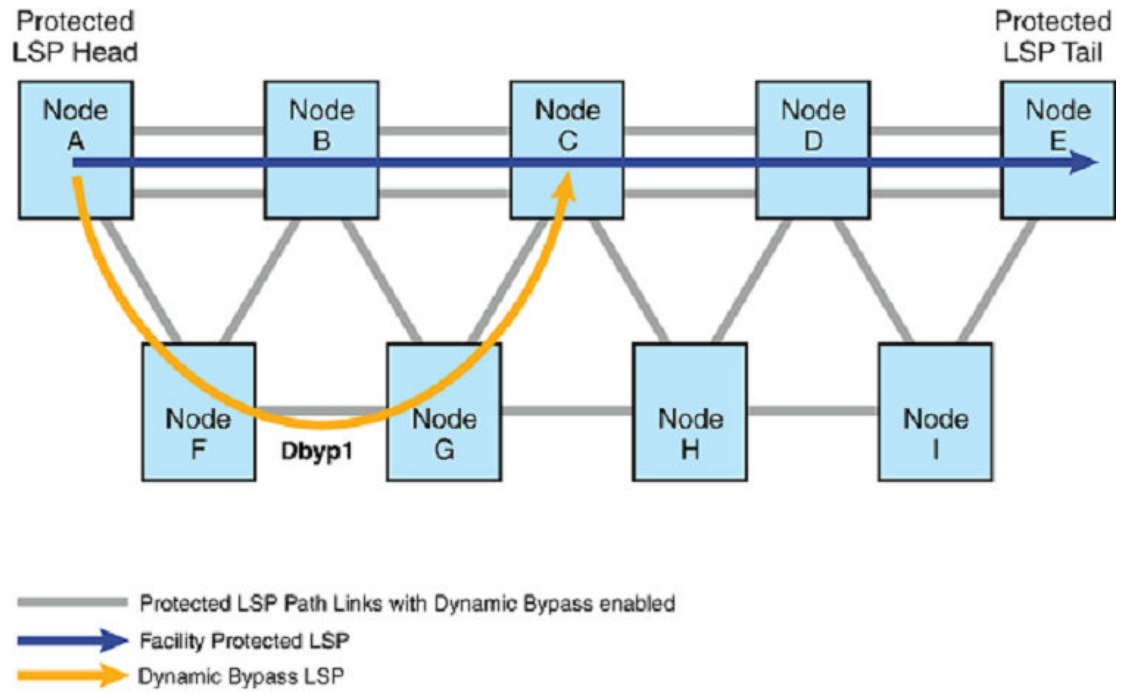 Protected
LSP Head
Protected
LSP Tail
Node
A
Node
B
Node
C
Node
D
Node
E
Node
F
Dbyp1
Node
G
Node
H
Node
I
Protected LSP Path Links with Dynamic Bypass enabled
Facility Protected LSP
Dynamic Bypass LSP